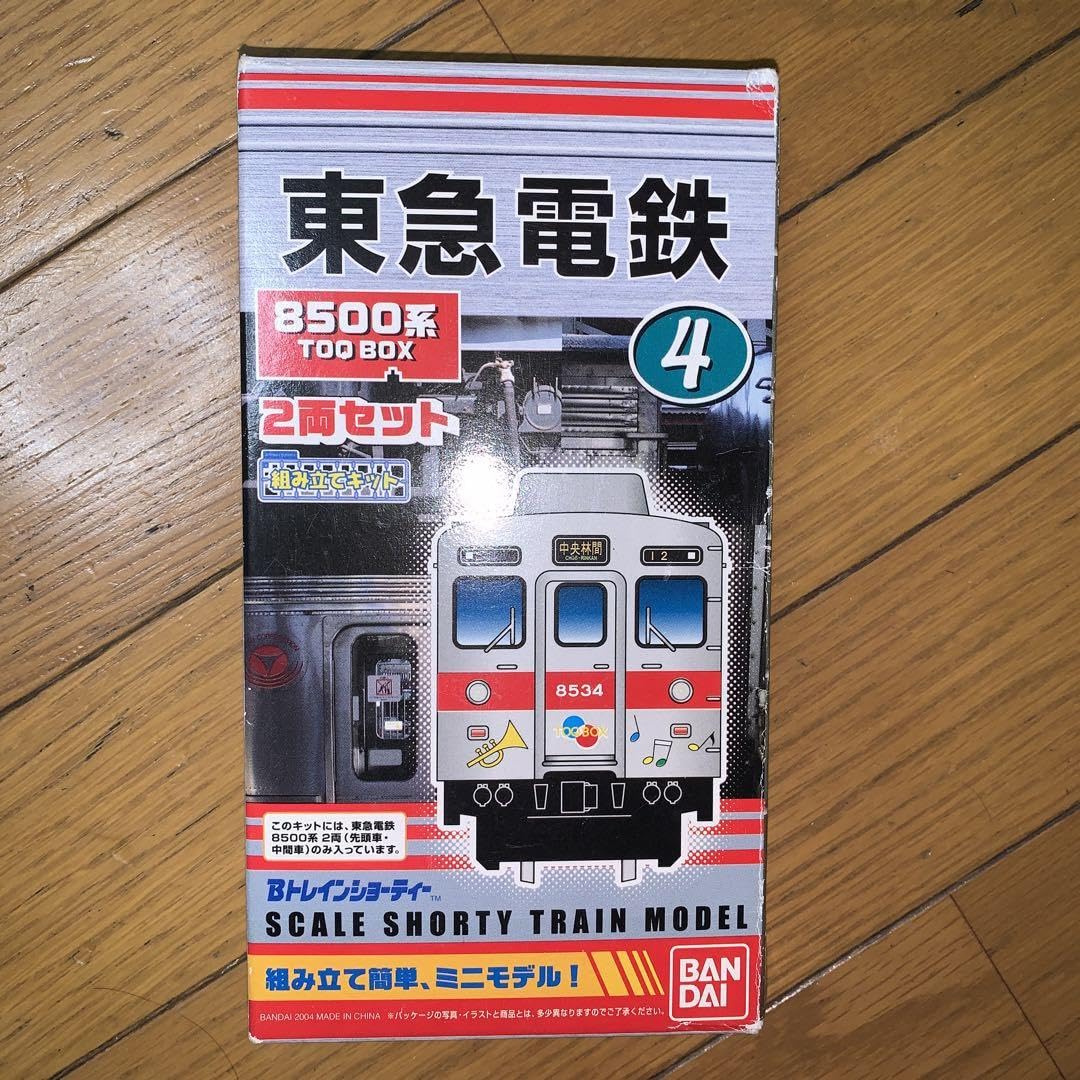 東急電鉄
8500系
TOQ BOX
4
2両セット
組み立てキット
中央林間
CHUO-RINKAN
12
8534
TOQBOX
このキットには、東急電鉄
8500系 2両(先頭車・
中間車)のみ入っています。
Bトレインショーティー™
SCALE SHORTY TRAIN MODEL
組み立て簡単、ミニモデル!
BAN
DAI
BANDAI 2004 MADE IN CHINA ※パッケージの写真・イラストと商品とは、多少異なりますのでご了承ください。